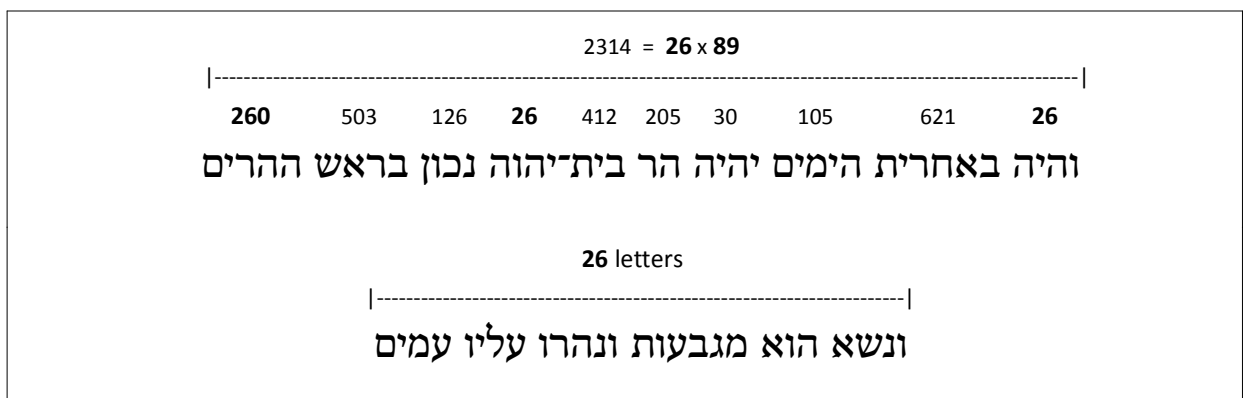 2314 = 26 x 89
|-----------------------------------------------------------------------------------------------------------------------|
260 503 126 26 412 205 30 105 621 26
והיה באחרית הימים יהיה הר בית־יהוה נכון בראש ההרים
26 letters
|-------------------------------------------------------------------------|
ונשא הוא מגבעות ונהרו עליו עמים